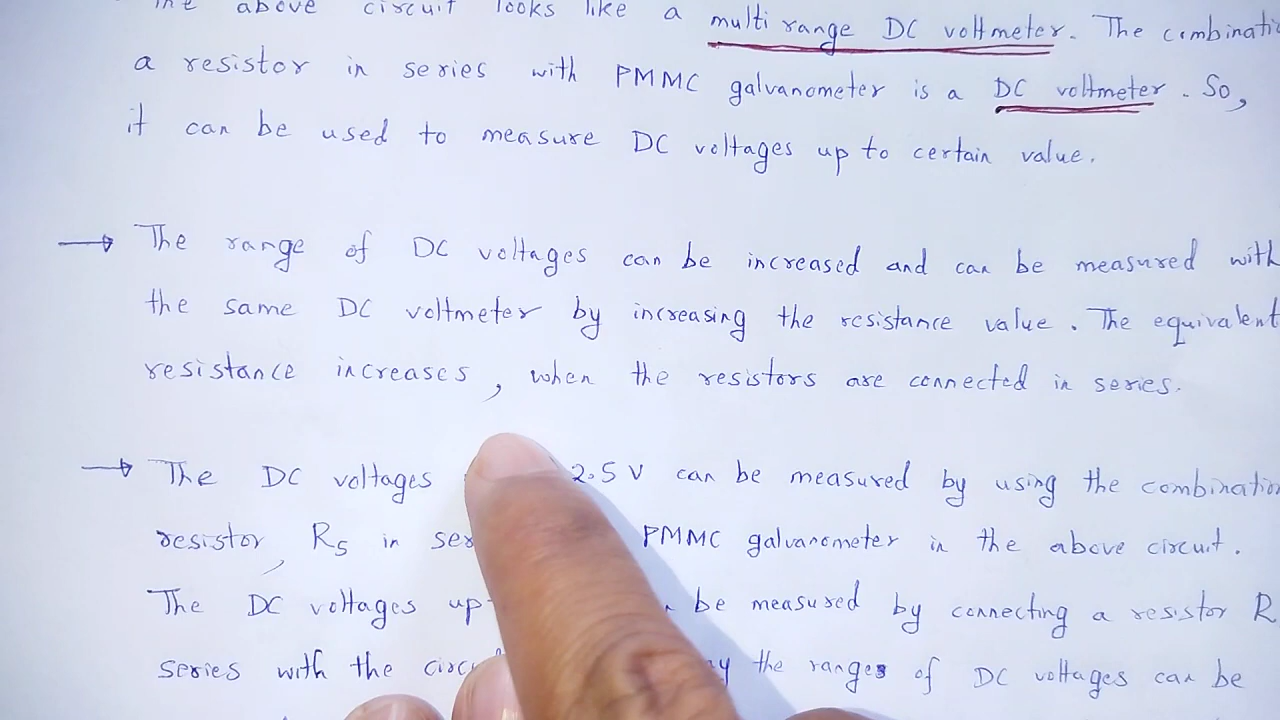 The above circuit looks like a multi range DC voltmeter. The
a resistor in series with PMMC galvanometer is a DC voltmeter. So,
it can be used to measure DC voltages up to certain value.
→ The range of DC voltages can be increased and can be measured with
the same DC voltmeter by increasing the resistance value. The equivalent
resistance increases, when the resistors are connected in series.
→ The DC voltages 2.5 V can be measured by using the
resistor, R5 in PMMC galvanometer in the above circuit.
The DC voltages up be measured by connecting a resistor R
series with the the ranges of DC voltages can be